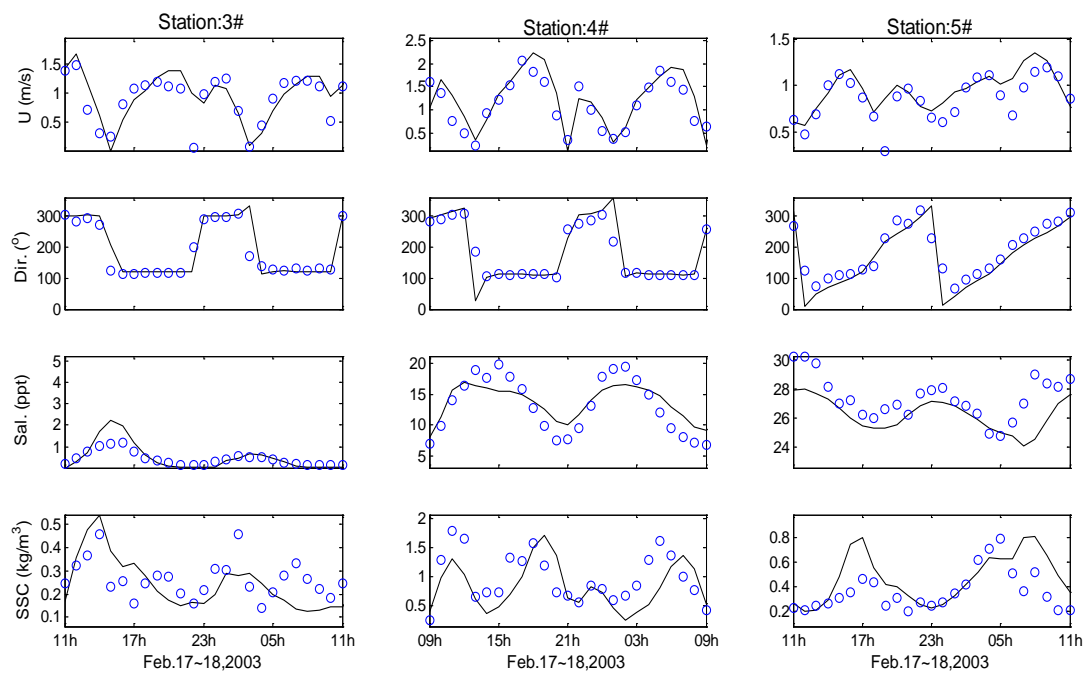 Station:3# Station:4# Station:5#
U (m/s) 1.5 1 0.5 2.5 2 1.5 1 0.5 1.5 1 0.5
Dir. (°) 300 200 100 0 300 200 100 0 300 200 100 0
Sal. (ppt) 5 4 3 2 1 20 15 10 5 30 28 26 24 22
SSC (kg/m³) 0.5 0.4 0.3 0.2 0.1 2 1.5 1 0.5 0.8 0.6 0.4 0.2
11h 17h 23h 05h 11h 09h 15h 21h 03h 09h 11h 17h 23h 05h 11h
Feb.17~18,2003 Feb.17~18,2003 Feb.17~18,2003